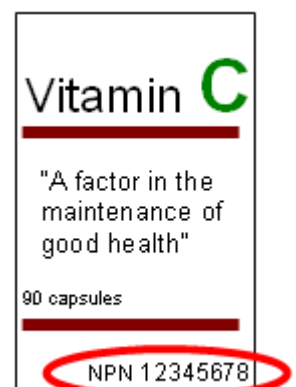 Vitamin C
"A factor in the
maintenance of
good health"
90 capsules
NPN 12345678